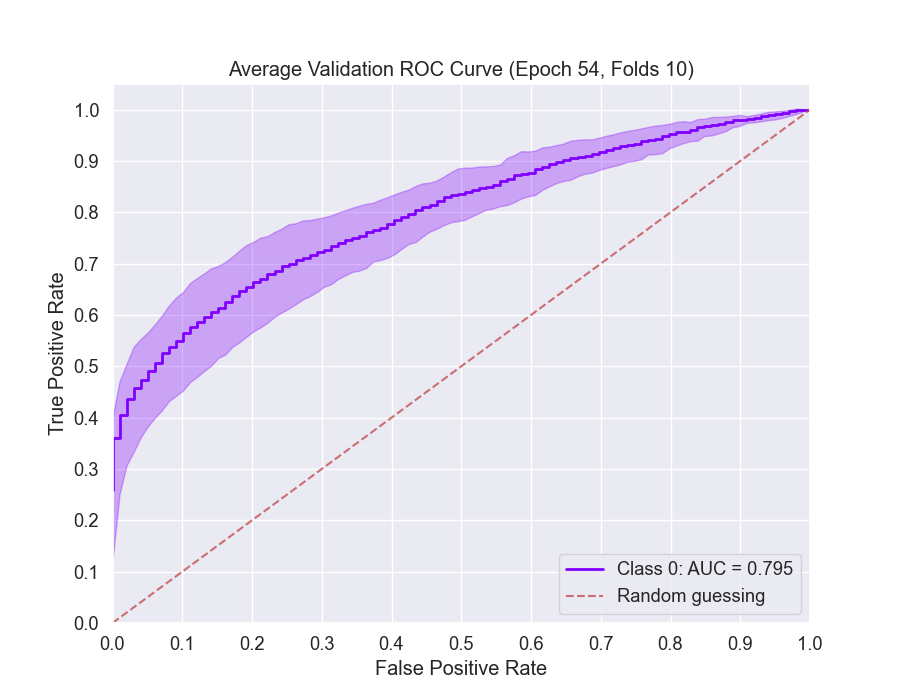 Average Validation ROC Curve (Epoch 54, Folds 10)
True Positive Rate
1.0
0.9
0.8
0.7
0.6
0.5
0.4
0.3
0.2
0.1
0.0
Class 0: AUC = 0.795
Random guessing
0.0 0.1 0.2 0.3 0.4 0.5 0.6 0.7 0.8 0.9 1.0
False Positive Rate